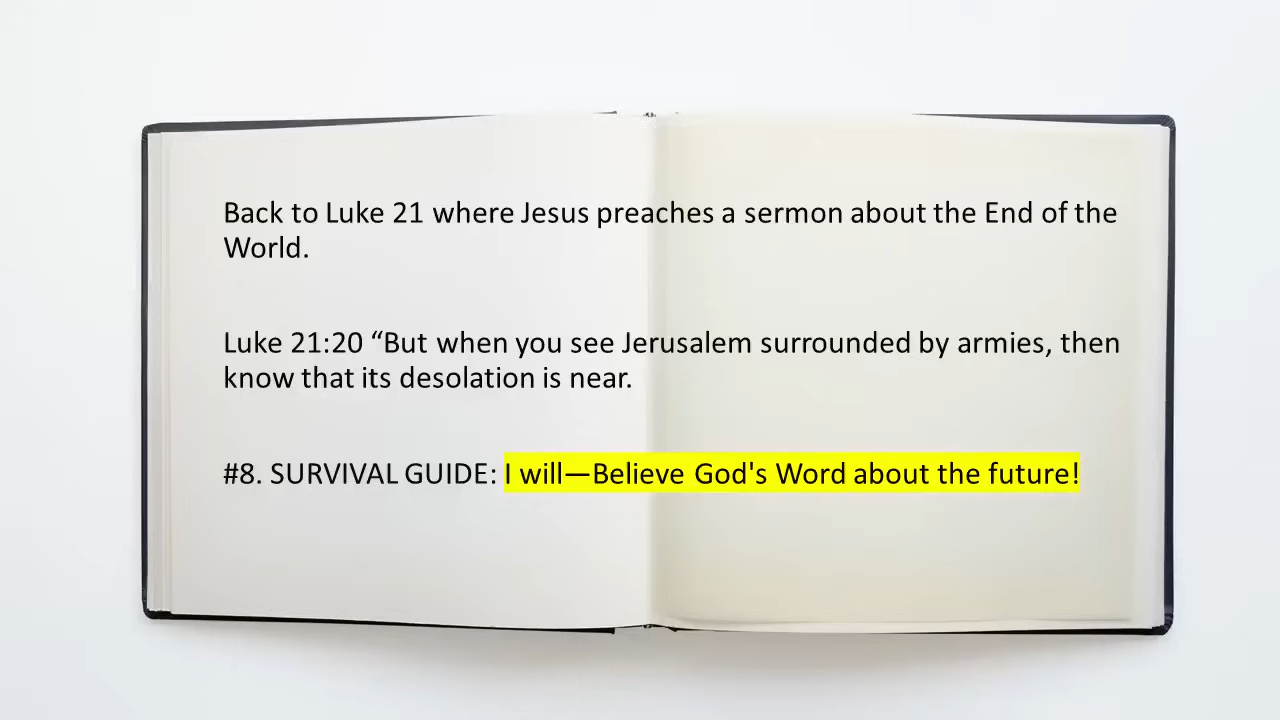 Back to Luke 21 where Jesus preaches a sermon about the End of the
World.
Luke 21:20 “But when you see Jerusalem surrounded by armies, then
know that its desolation is near.
#8. SURVIVAL GUIDE: I will—Believe God's Word about the future!